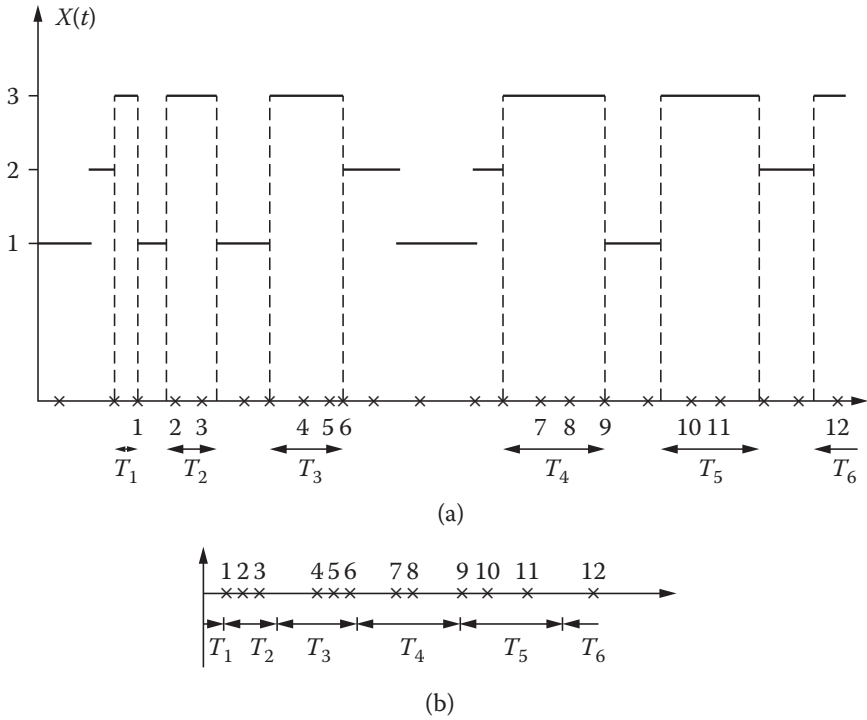 X(t)
3
2
1
1 2 3 4 5 6 7 8 9 10 11 12
T₁ T₂ T₃ T₄ T₅ T₆
(a)
1 2 3 4 5 6 7 8 9 10 11 12
T₁ T₂ T₃ T₄ T₅ T₆
(b)